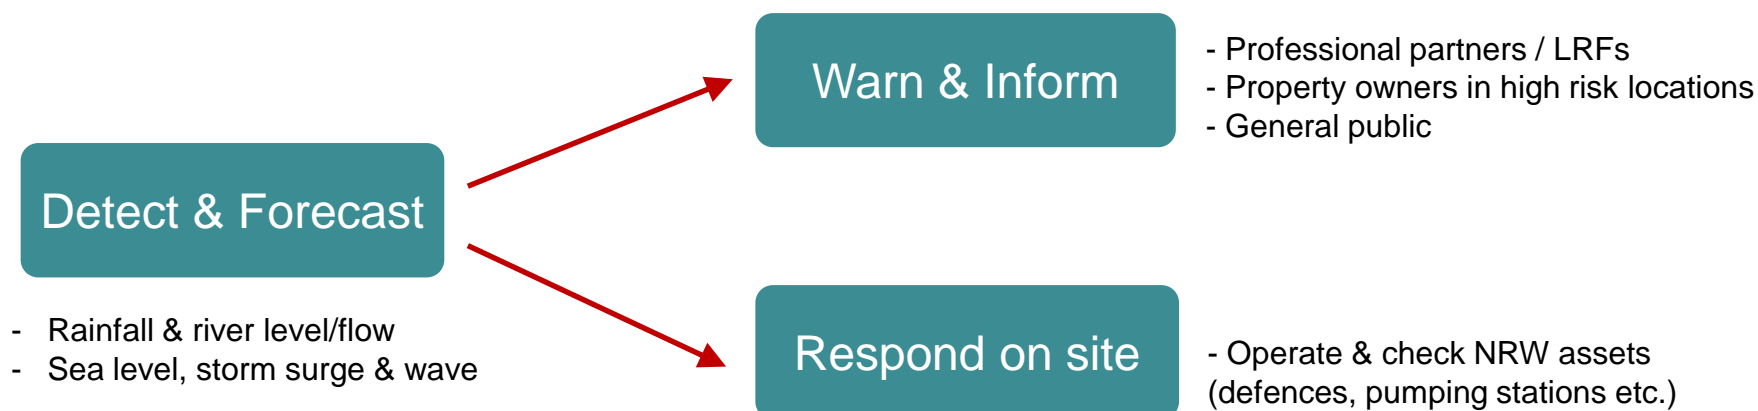 Warn & Inform
- Professional partners / LRFs
- Property owners in high risk locations
- General public
Detect & Forecast
- Rainfall & river level/flow
- Sea level, storm surge & wave
Respond on site
- Operate & check NRW assets
(defences, pumping stations etc.)